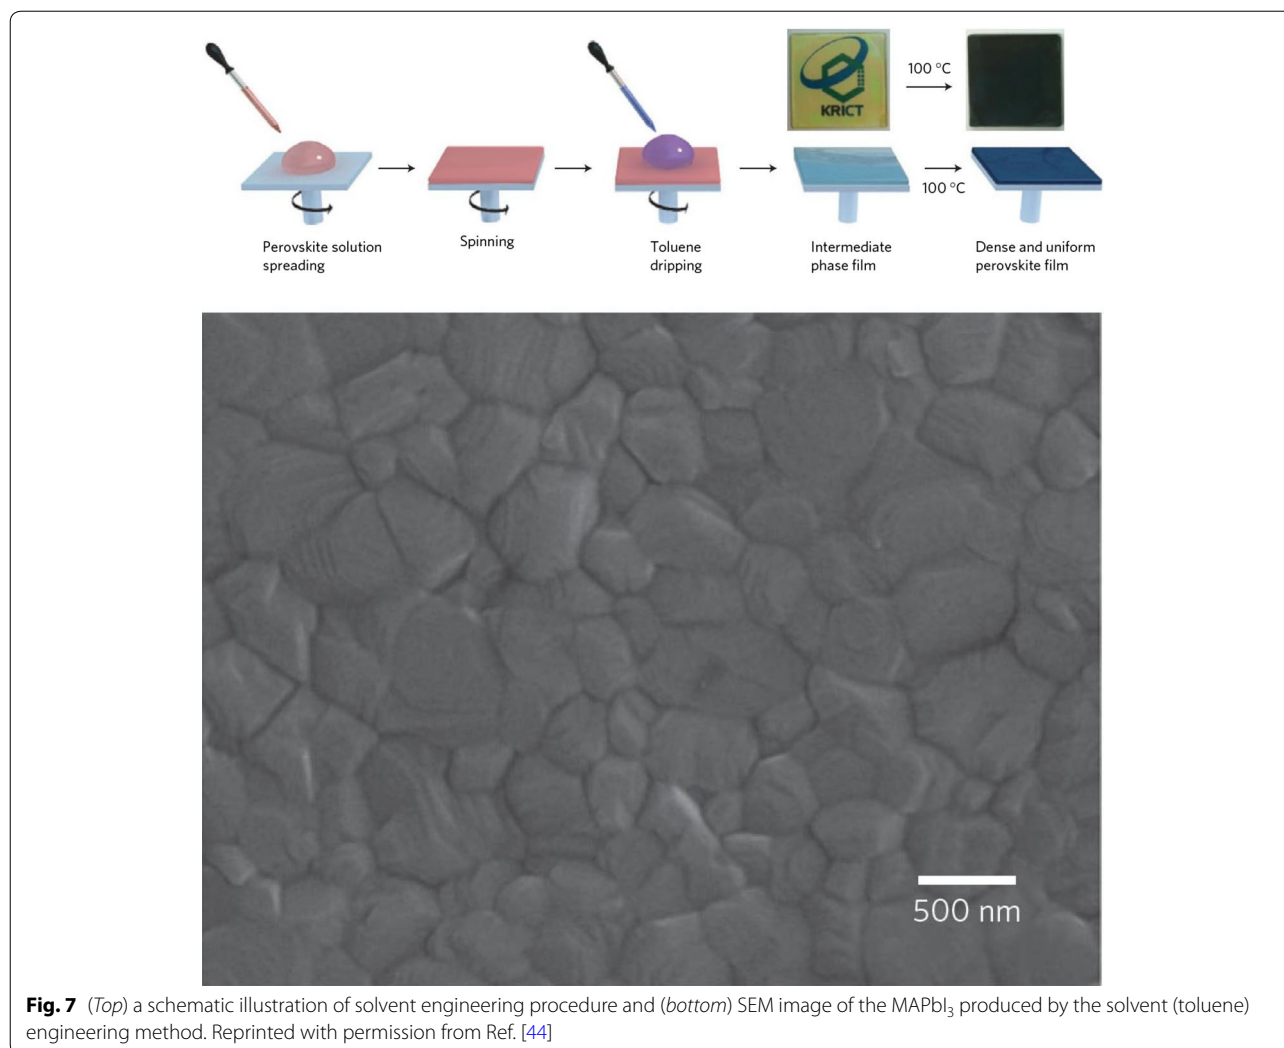 KRICT
100 °C
100 °C
Perovskite solution
spreading
Spinning
Toluene
dripping
Intermediate
phase film
Dense and uniform
perovskite film
500 nm
Fig. 7 (Top) a schematic illustration of solvent engineering procedure and (bottom) SEM image of the MAPbI₃ produced by the solvent (toluene)
engineering method. Reprinted with permission from Ref. [44]